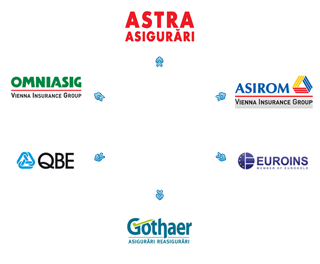 ASTRA
ASIGURĂRI
OMNIASIG
VIENNA INSURANCE GROUP
ASIROM
VIENNA INSURANCE GROUP
QBE
EUROINS
MEMBER OF EUROHOLD
Gothaer
ASIGURĂRI REASIGURĂRI